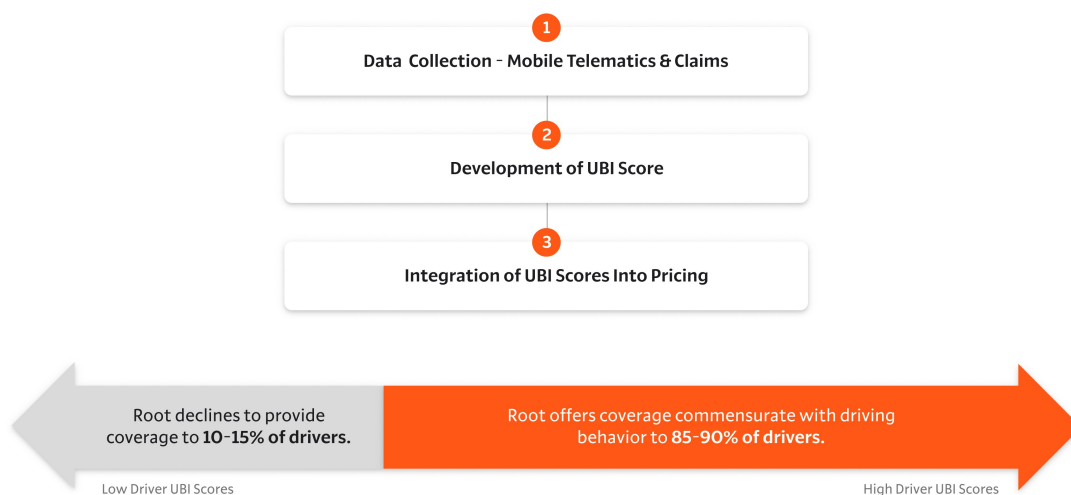 1
Data Collection - Mobile Telematics & Claims
2
Development of UBI Score
3
Integration of UBI Scores Into Pricing
Root declines to provide
coverage to 10-15% of drivers.
Root offers coverage commensurate with driving
behavior to 85-90% of drivers.
Low Driver UBI Scores
High Driver UBI Scores